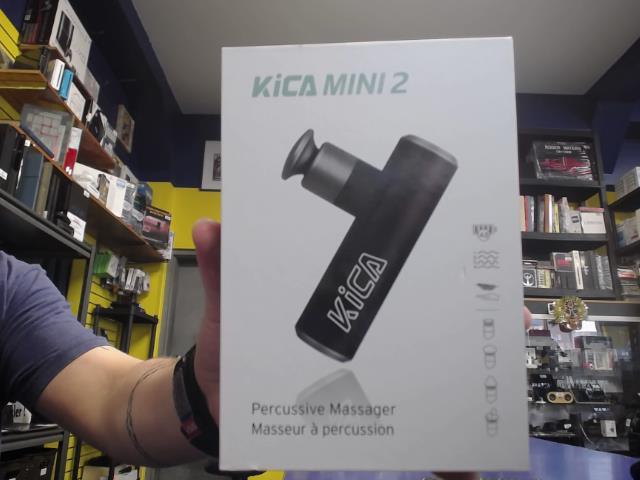 KiCA MINI 2
KiCA
Percussive Massager
Masseur à percussion